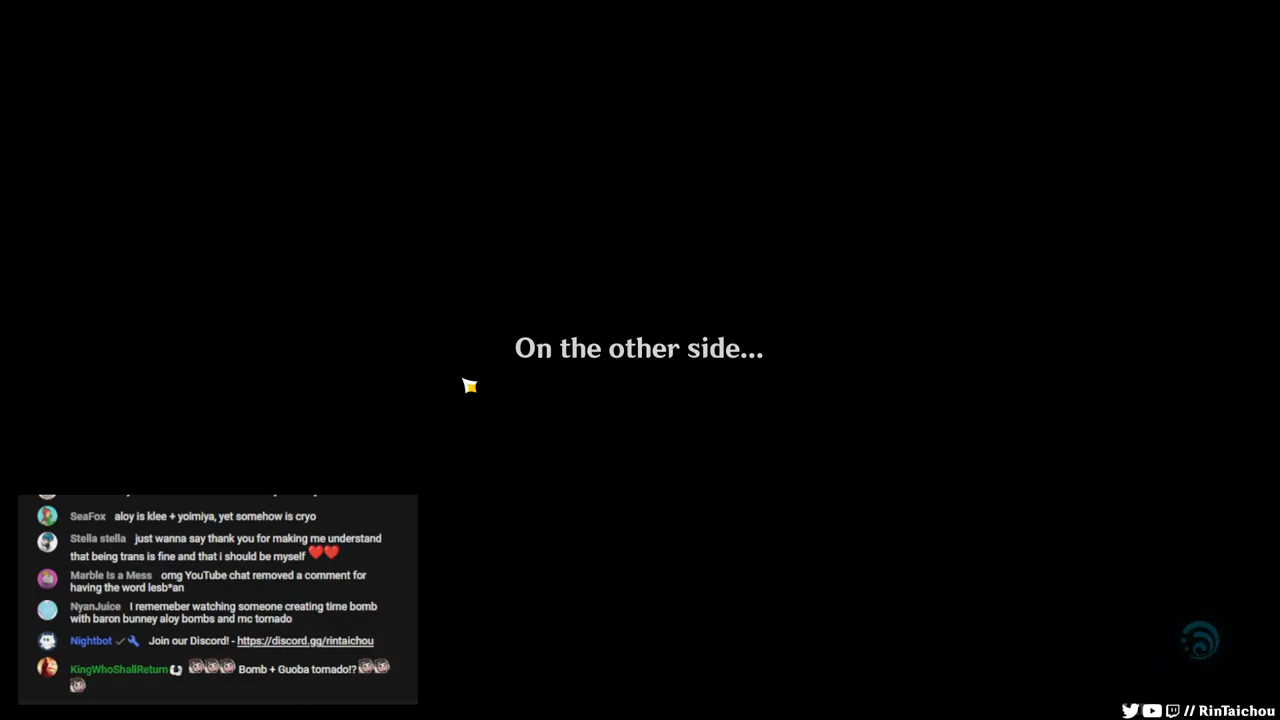 On the other side...
SeaFox aloy is klee + yoimiya, yet somehow is cryo
Stella stella just wanna say thank you for making me understand
that being trans is fine and that i should be myself
Marble Is a Mess omg YouTube chat removed a comment for
having the word lesb*an
NyanJuice I rememeber watching someone creating time bomb
with baron bunney aloy bombs and mc tornado
Nightbot Join our Discord! - https://discord.gg/rintaichou
KingWhoShallReturn Bomb + Guoba tornado!?
// RinTaichou